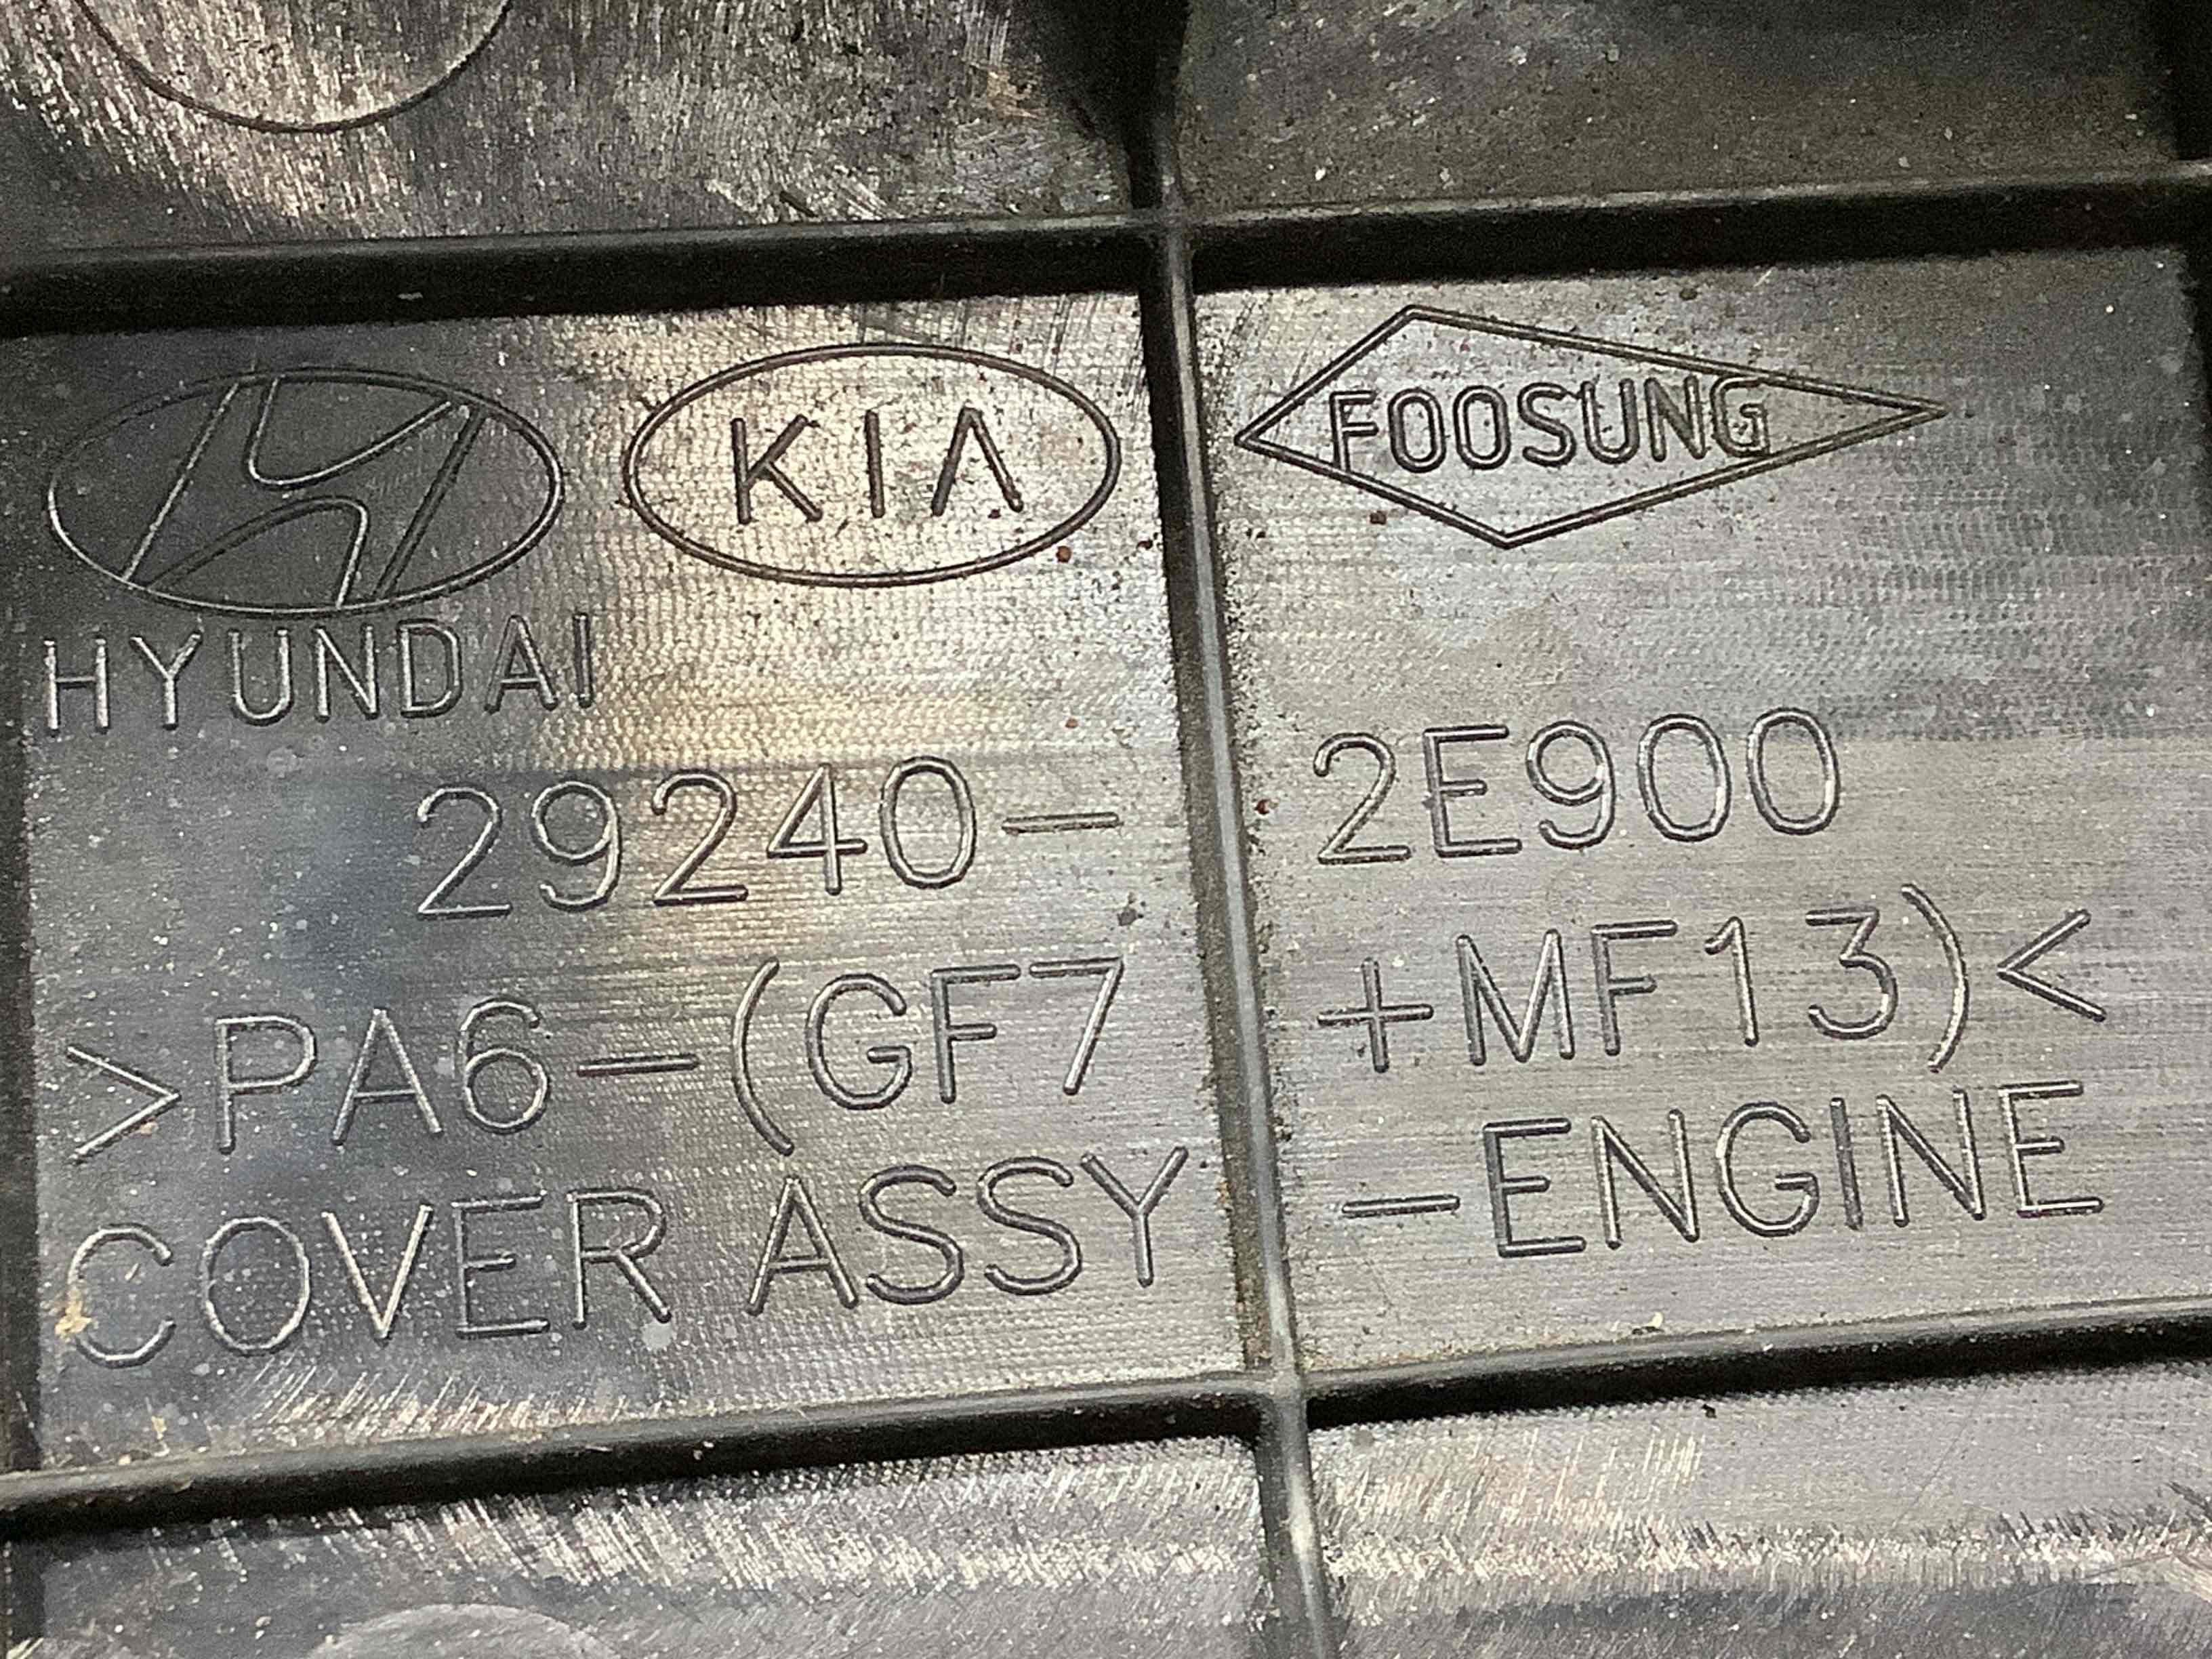 KIA FOOSUNG
HYUNDAI
29240-2E900
>PA6-(GF7+MF13)<
COVER ASSY-ENGINE